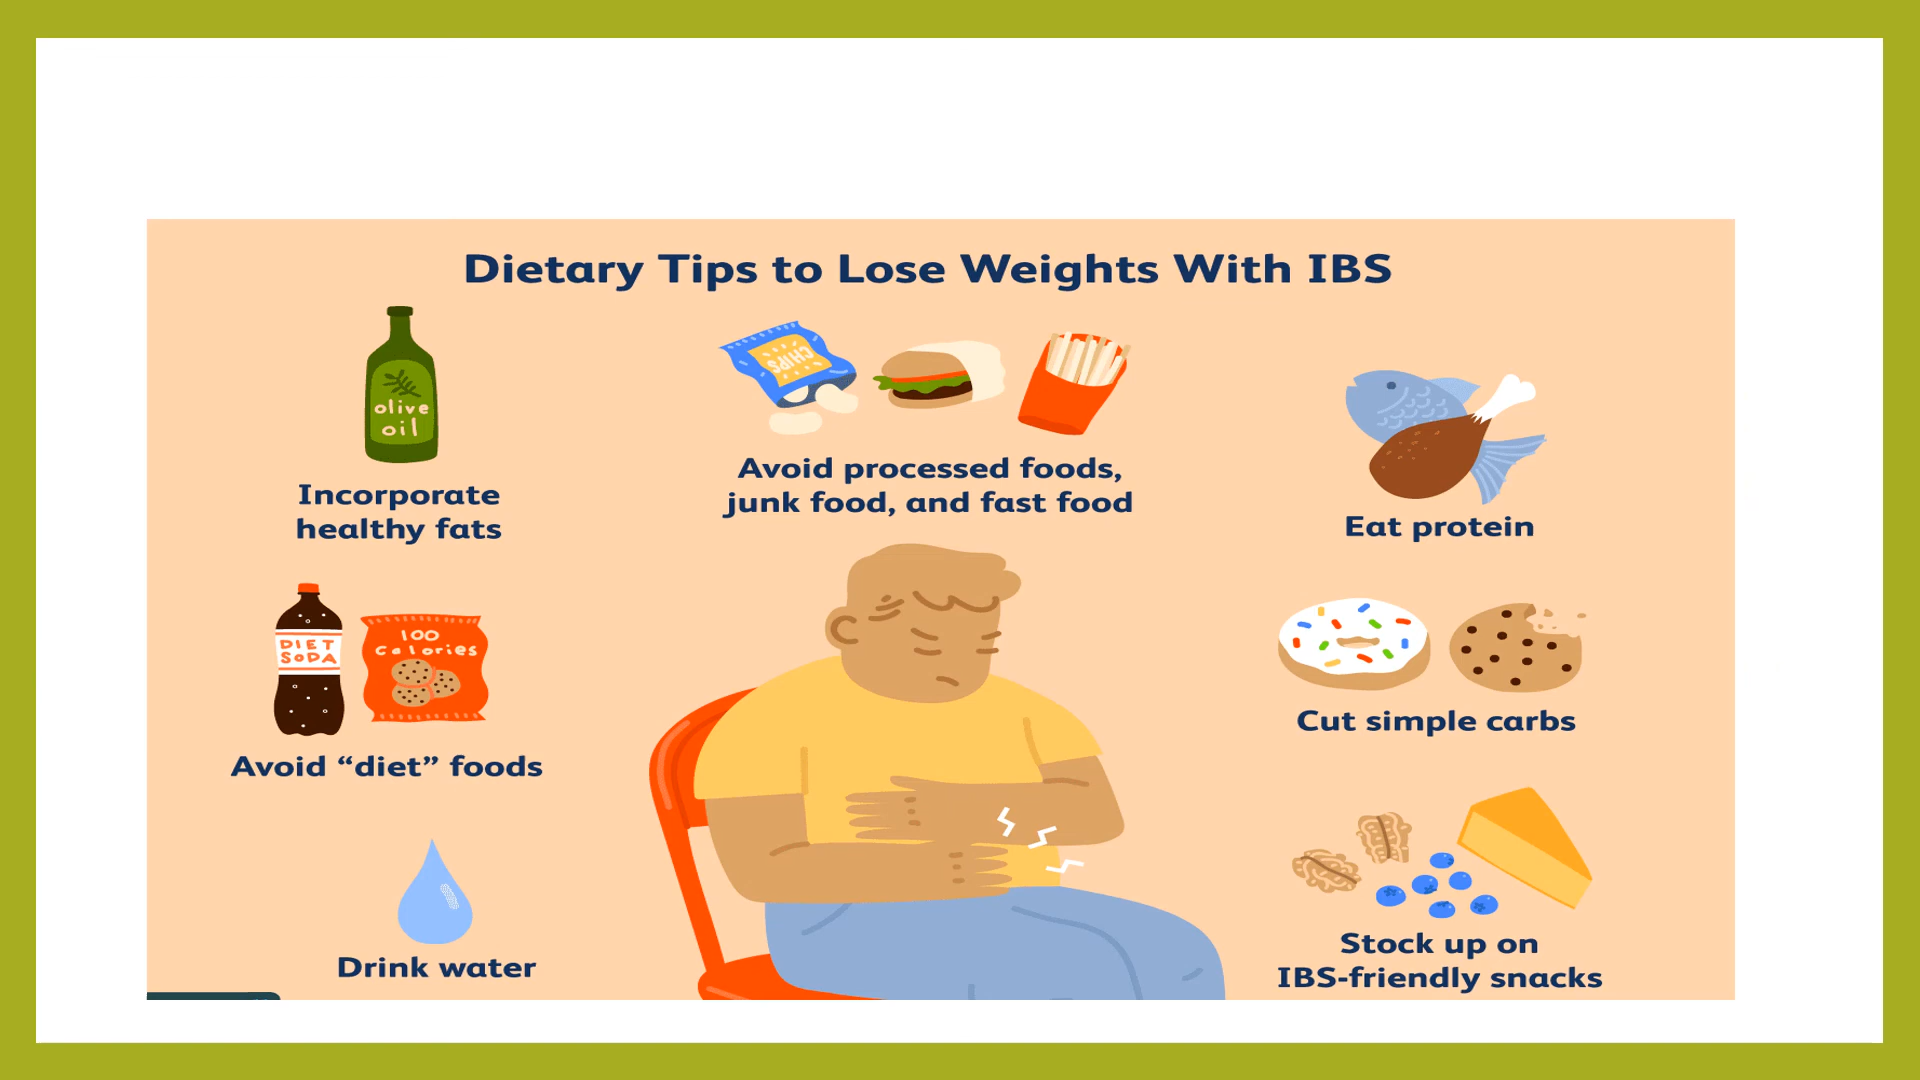 Dietary Tips to Lose Weights With IBS
olive
oil
Incorporate
healthy fats
CHIPS
Avoid processed foods,
junk food, and fast food
Eat protein
DIET
SODA
100
Calories
Avoid “diet” foods
Cut simple carbs
Drink water
Stock up on
IBS-friendly snacks